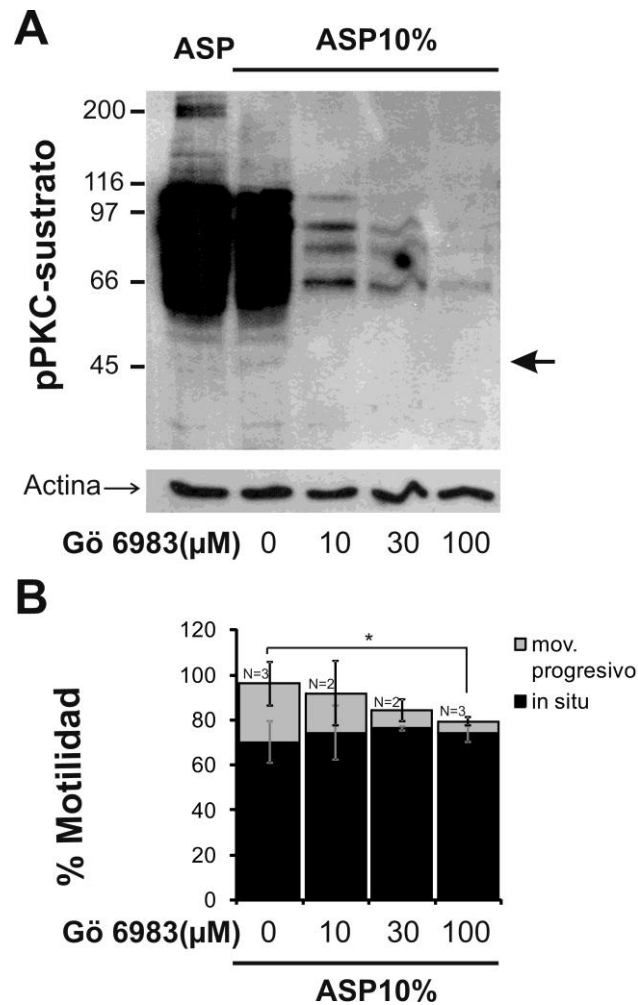 A
ASP
ASP10%
pPKC-sustrato
200
116
97
66
45
Actina
Gö 6983(µM) 0 10 30 100
B
% Motilidad
120
100
80
60
40
20
0
N=3
N=2
N=2
N=3
*
mov. progresivo
in situ
Gö 6983(µM) 0 10 30 100
ASP10%